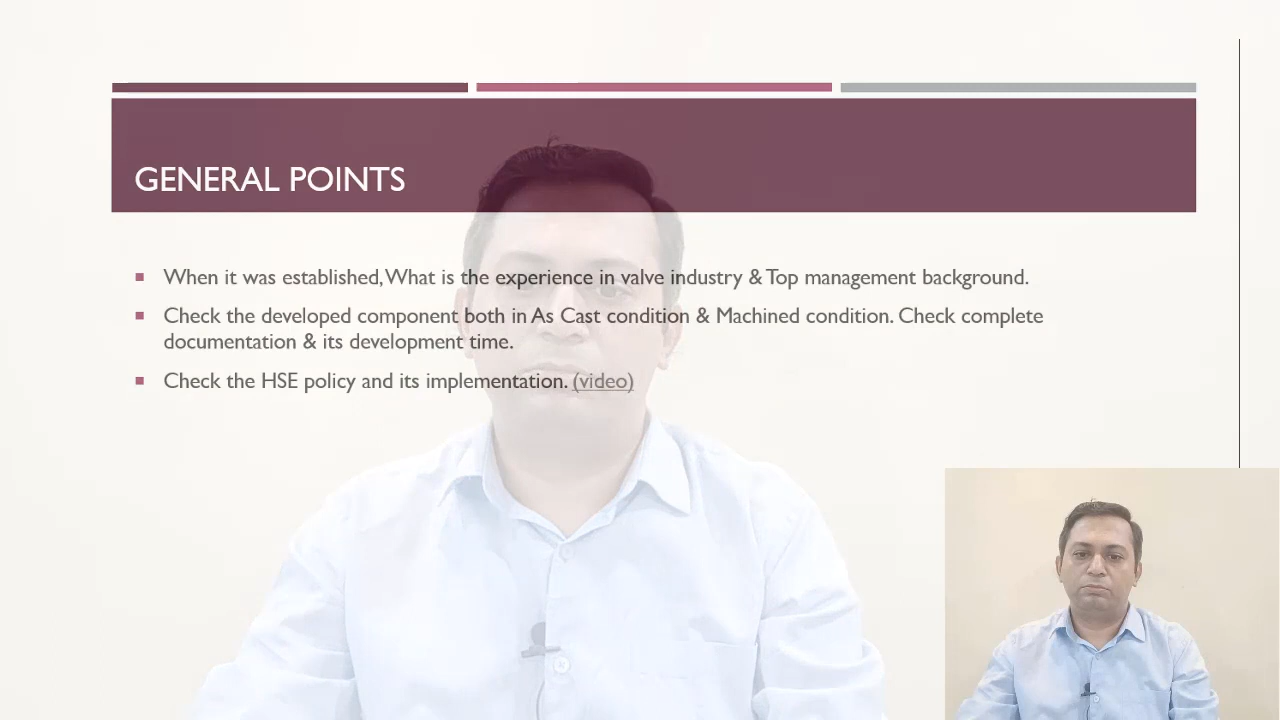 GENERAL POINTS
When it was established, What is the experience in valve industry & Top management background.
Check the developed component both in As Cast condition & Machined condition. Check complete
documentation & its development time.
Check the HSE policy and its implementation. (video)